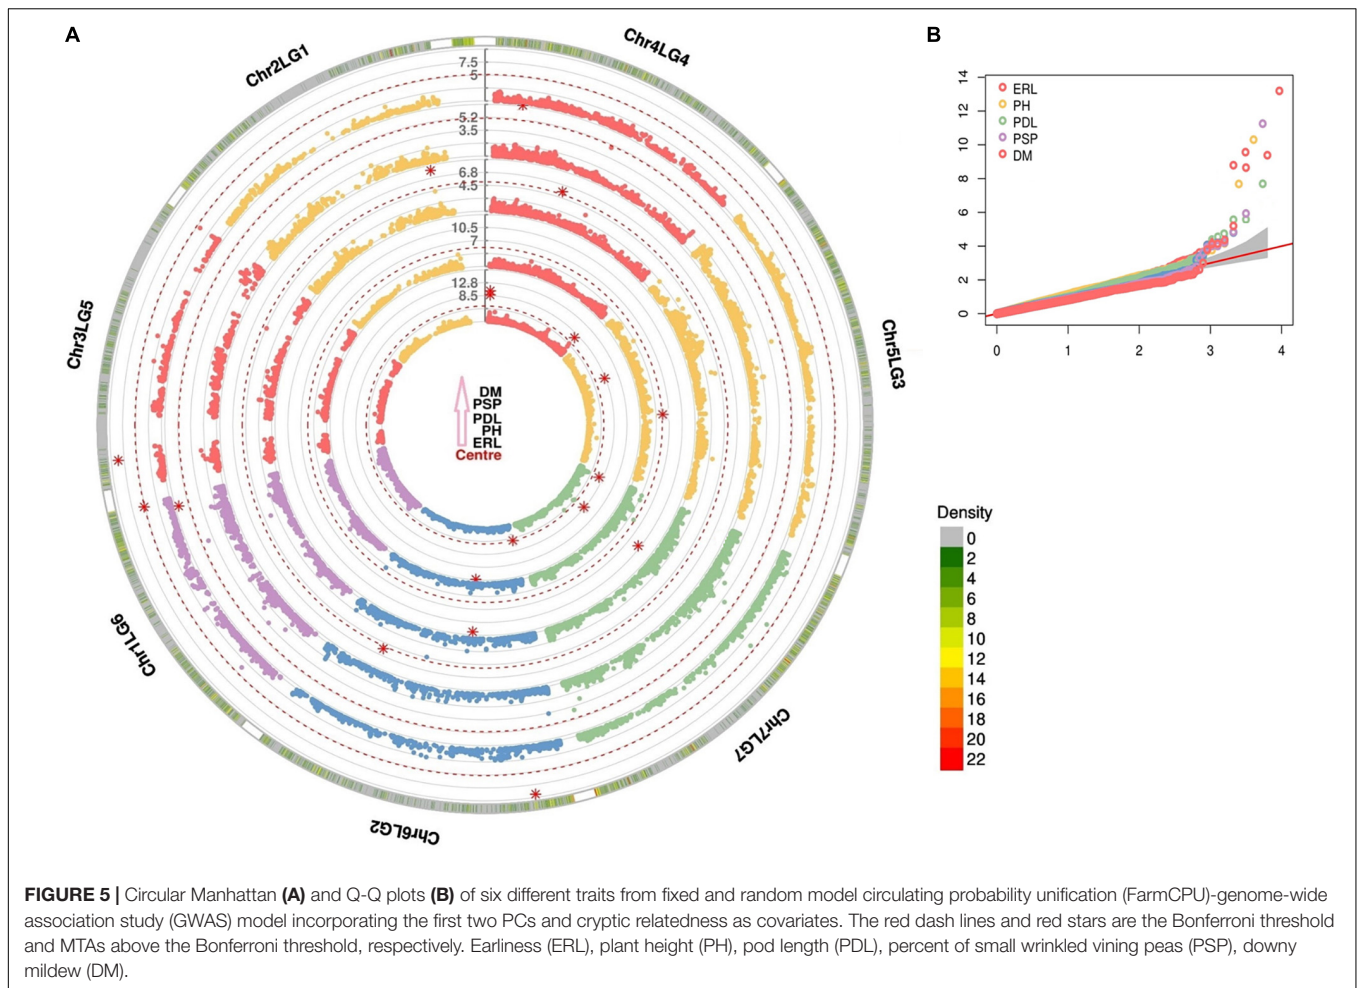 A
B
Chr2LG1
Chr4LG4
Chr3LG5
Chr5LG3
Chr1LG6
Chr6LG2
Chr7LG7
7.5
5
5.2
3.5
6.8
4.5
10.5
7
12.8
8.5
DM
PSP
PDL
PH
ERL
Centre
14
12
10
8
6
4
2
0
ERL
PH
PDL
PSP
DM
0 1 2 3 4
Density
0
2
4
6
8
10
12
14
16
18
20
22
FIGURE 5 | Circular Manhattan (A) and Q-Q plots (B) of six different traits from fixed and random model circulating probability unification (FarmCPU)-genome-wide
association study (GWAS) model incorporating the first two PCs and cryptic relatedness as covariates. The red dash lines and red stars are the Bonferroni threshold
and MTAs above the Bonferroni threshold, respectively. Earliness (ERL), plant height (PH), pod length (PDL), percent of small wrinkled vining peas (PSP), downy
mildew (DM).